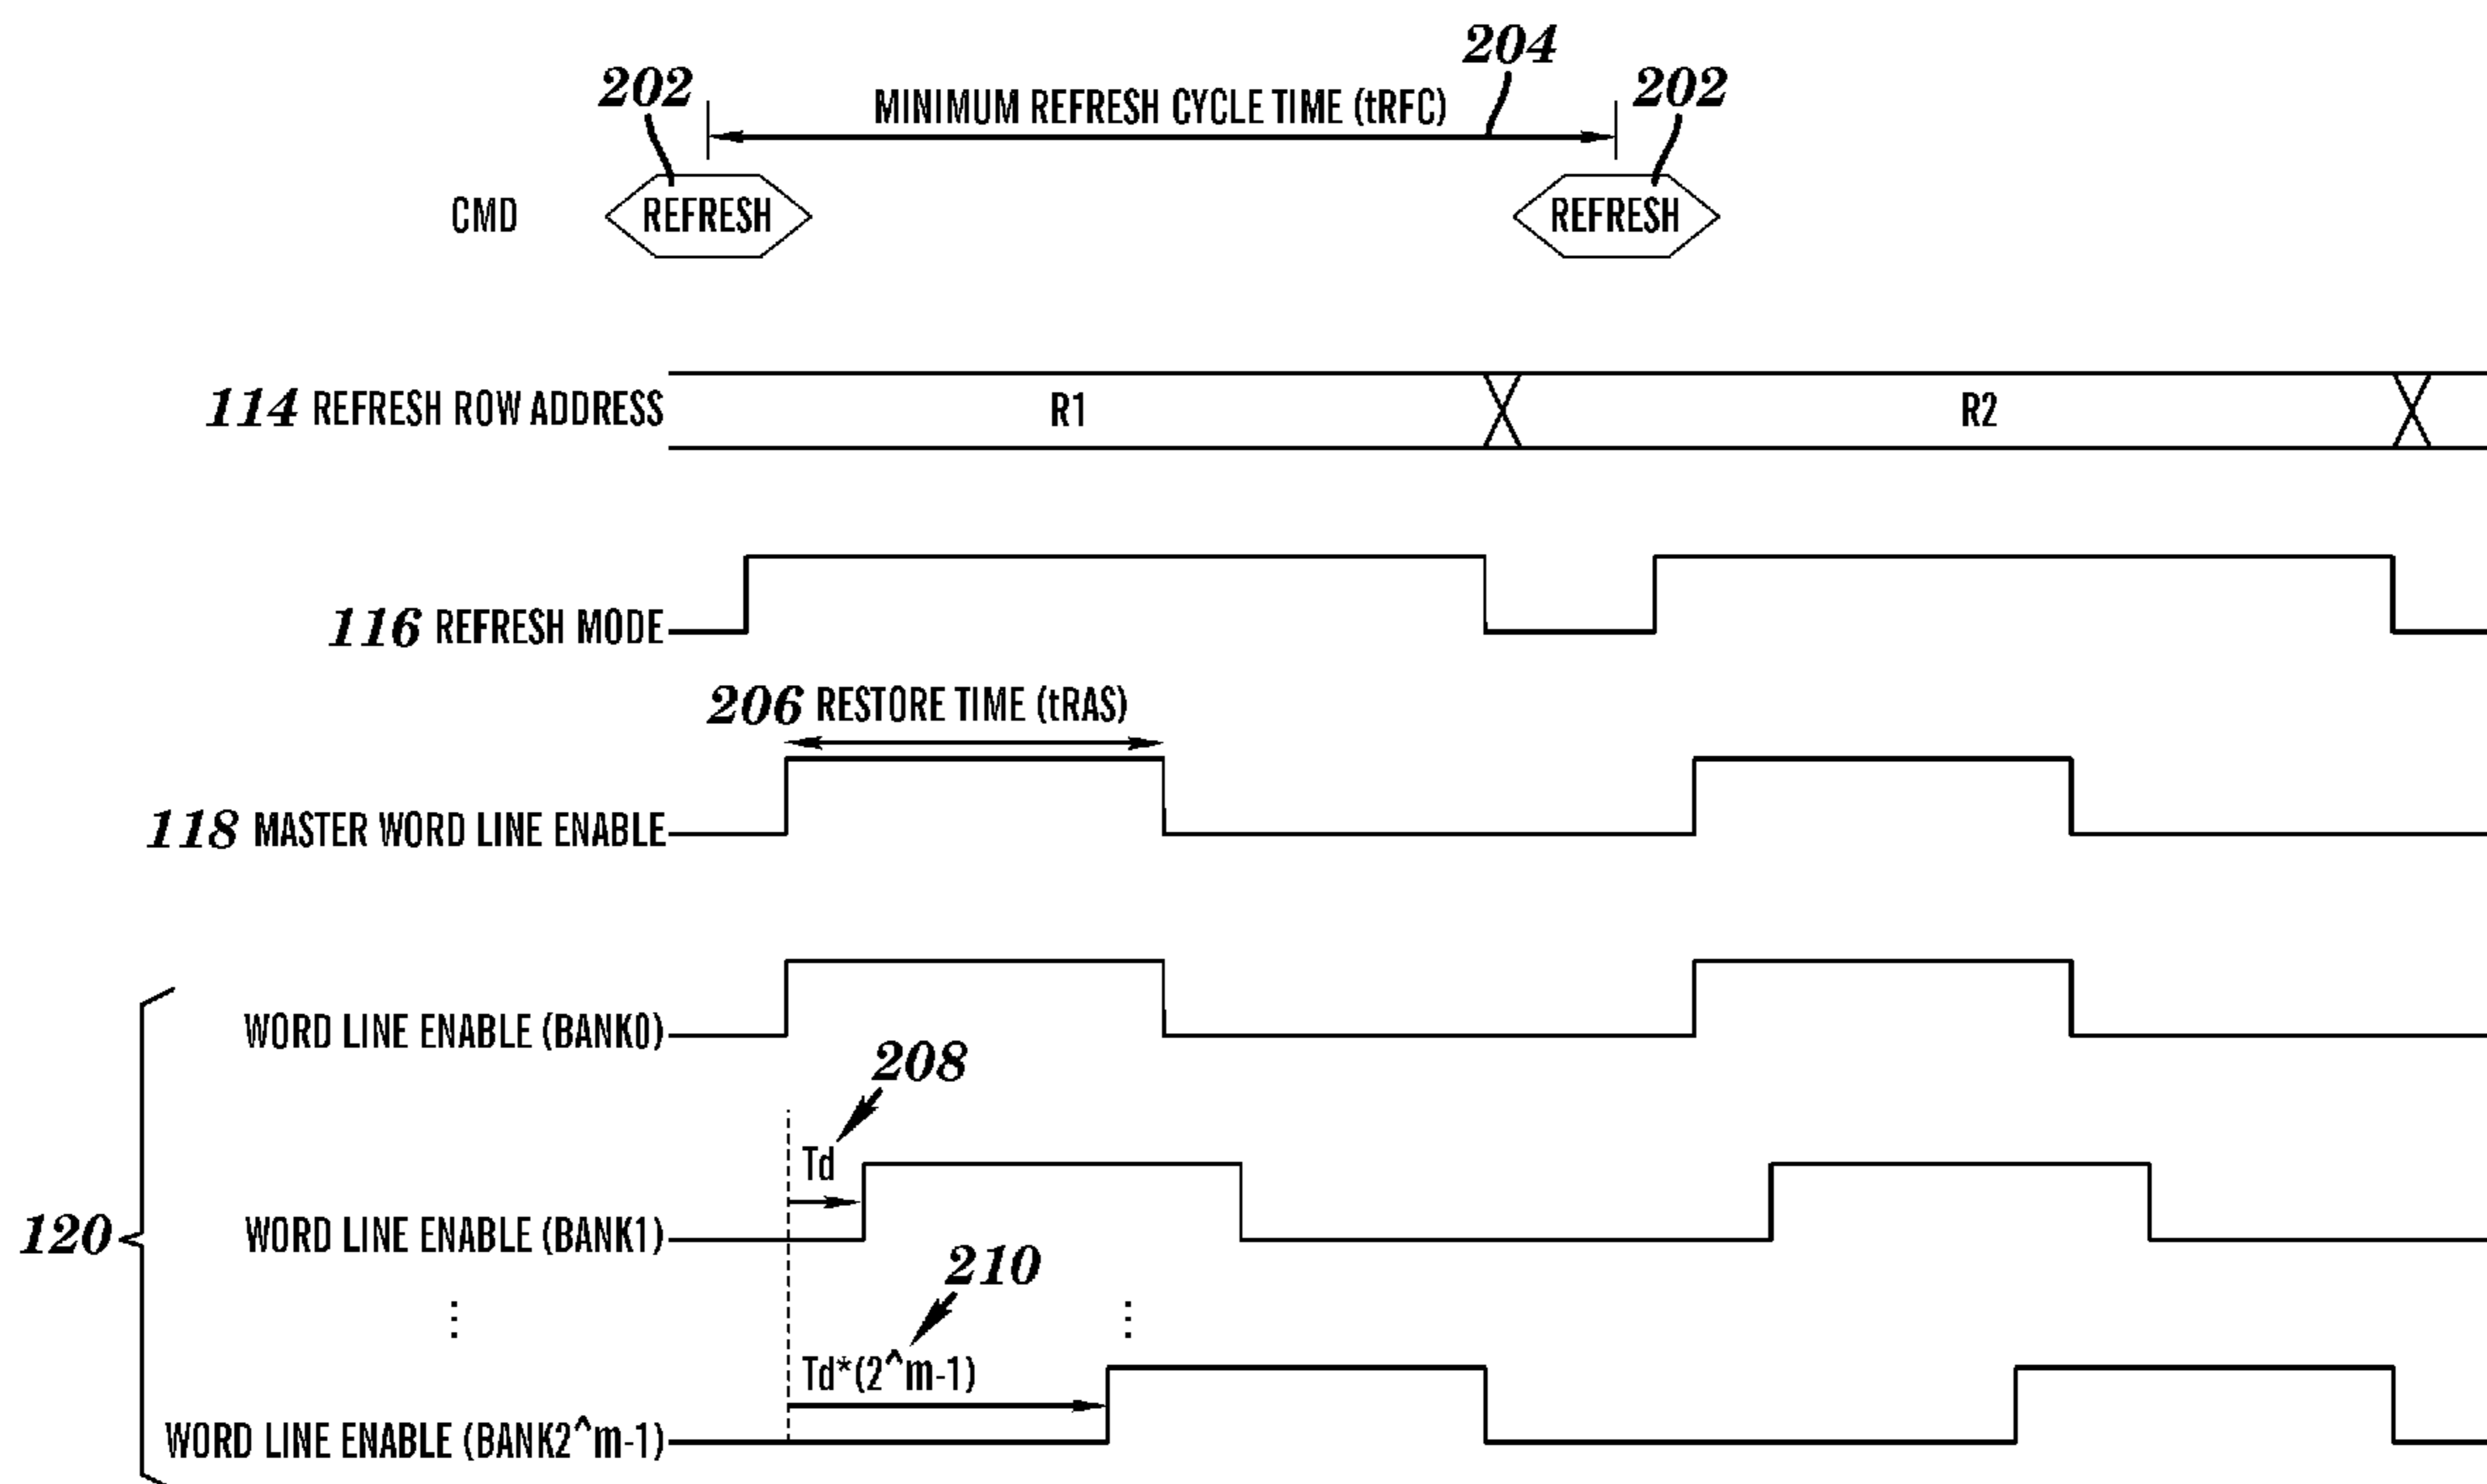 204
202
MINIMUM REFRESH CYCLE TIME (tRFC)
202
CMD
REFRESH
REFRESH
114 REFRESH ROW ADDRESS
R1
R2
116 REFRESH MODE
206 RESTORE TIME (tRAS)
118 MASTER WORD LINE ENABLE
WORD LINE ENABLE (BANK0)
208
Td
120
WORD LINE ENABLE (BANK1)
210
⋮
⋮
Td*(2^m-1)
WORD LINE ENABLE (BANK2^m-1)